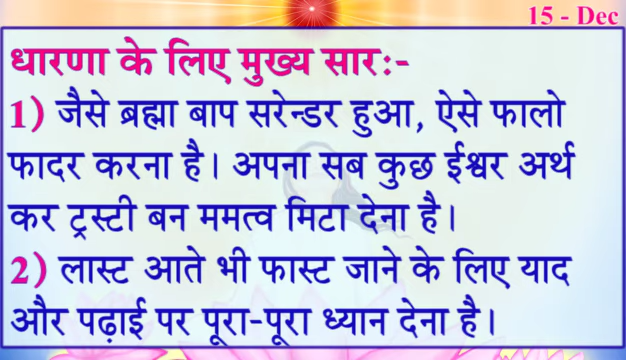 15 - Dec
धारणा के लिए मुख्य सार:-
1) जैसे ब्रह्मा बाप सरेन्डर हुआ, ऐसे फालो
फादर करना है। अपना सब कुछ ईश्वर अर्थ
कर ट्रस्टी बन ममत्व मिटा देना है।
2) लास्ट आते भी फास्ट जाने के लिए याद
और पढ़ाई पर पूरा-पूरा ध्यान देना है।